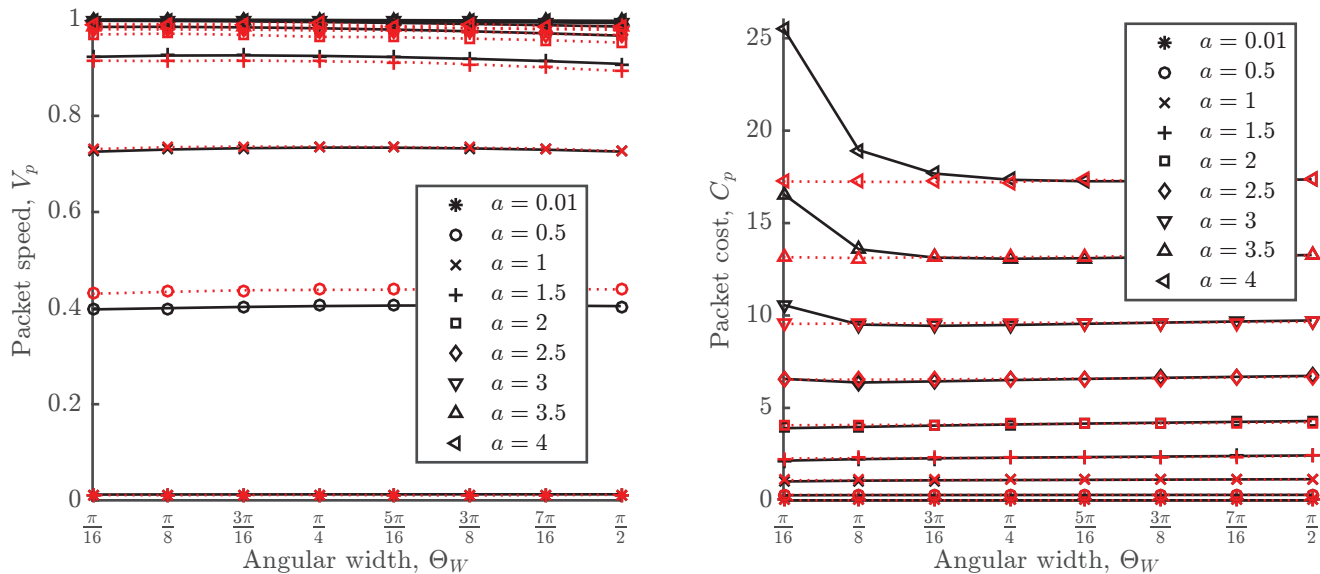 1
0.8
0.6
0.4
0.2
0
Packet speed, V_p
π/16 π/8 3π/16 π/4 5π/16 3π/8 7π/16 π/2
Angular width, Θ_W
a = 0.01
a = 0.5
a = 1
a = 1.5
a = 2
a = 2.5
a = 3
a = 3.5
a = 4
25
20
15
10
5
0
Packet cost, C_p
π/16 π/8 3π/16 π/4 5π/16 3π/8 7π/16 π/2
Angular width, Θ_W
a = 0.01
a = 0.5
a = 1
a = 1.5
a = 2
a = 2.5
a = 3
a = 3.5
a = 4